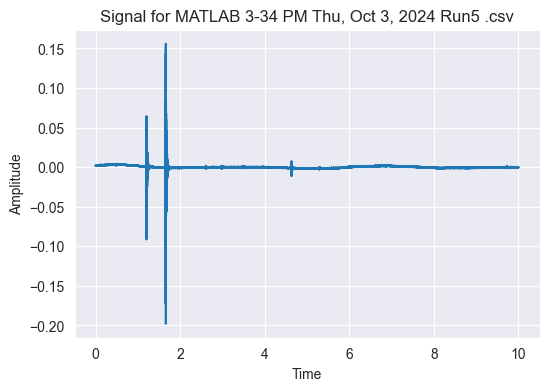 Signal for MATLAB 3-34 PM Thu, Oct 3, 2024 Run5 .csv
0.15
0.10
0.05
0.00
−0.05
−0.10
−0.15
−0.20
Amplitude
0 2 4 6 8 10
Time